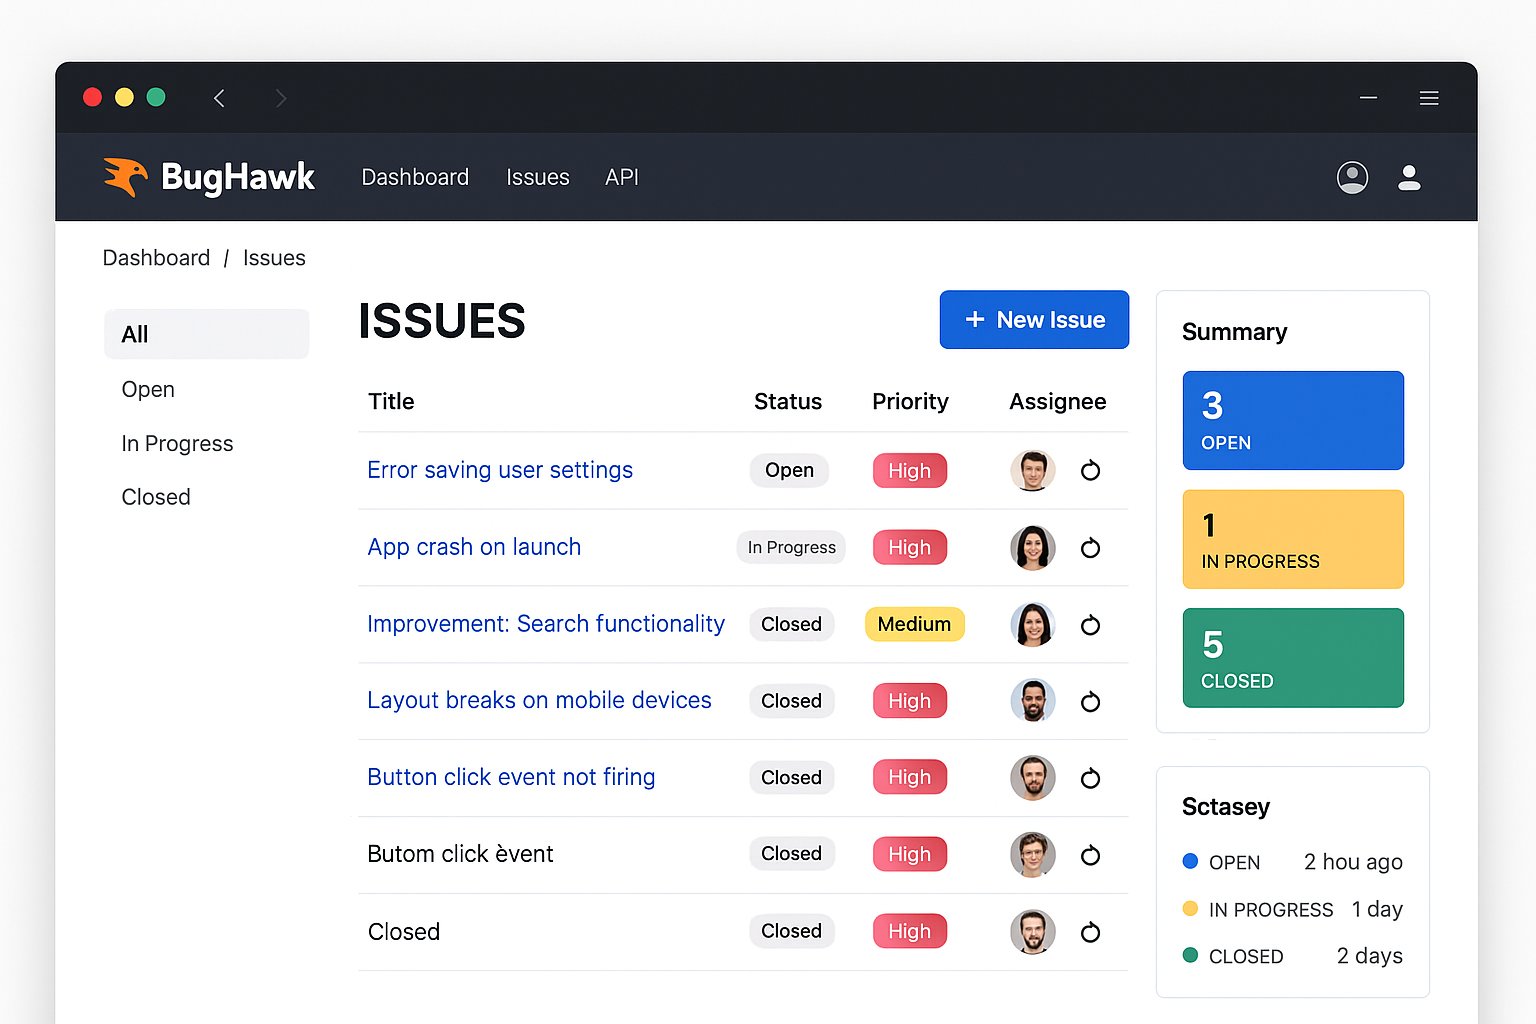 BugHawk Dashboard Issues API
Dashboard / Issues
All
Open
In Progress
Closed
ISSUES
+ New Issue
Title Status Priority Assignee
Error saving user settings Open High
App crash on launch In Progress High
Improvement: Search functionality Closed Medium
Layout breaks on mobile devices Closed High
Button click event not firing Closed High
Butom click èvent Closed High
Closed Closed High
Summary
3
OPEN
1
IN PROGRESS
5
CLOSED
Sctasey
OPEN 2 hou ago
IN PROGRESS 1 day
CLOSED 2 days